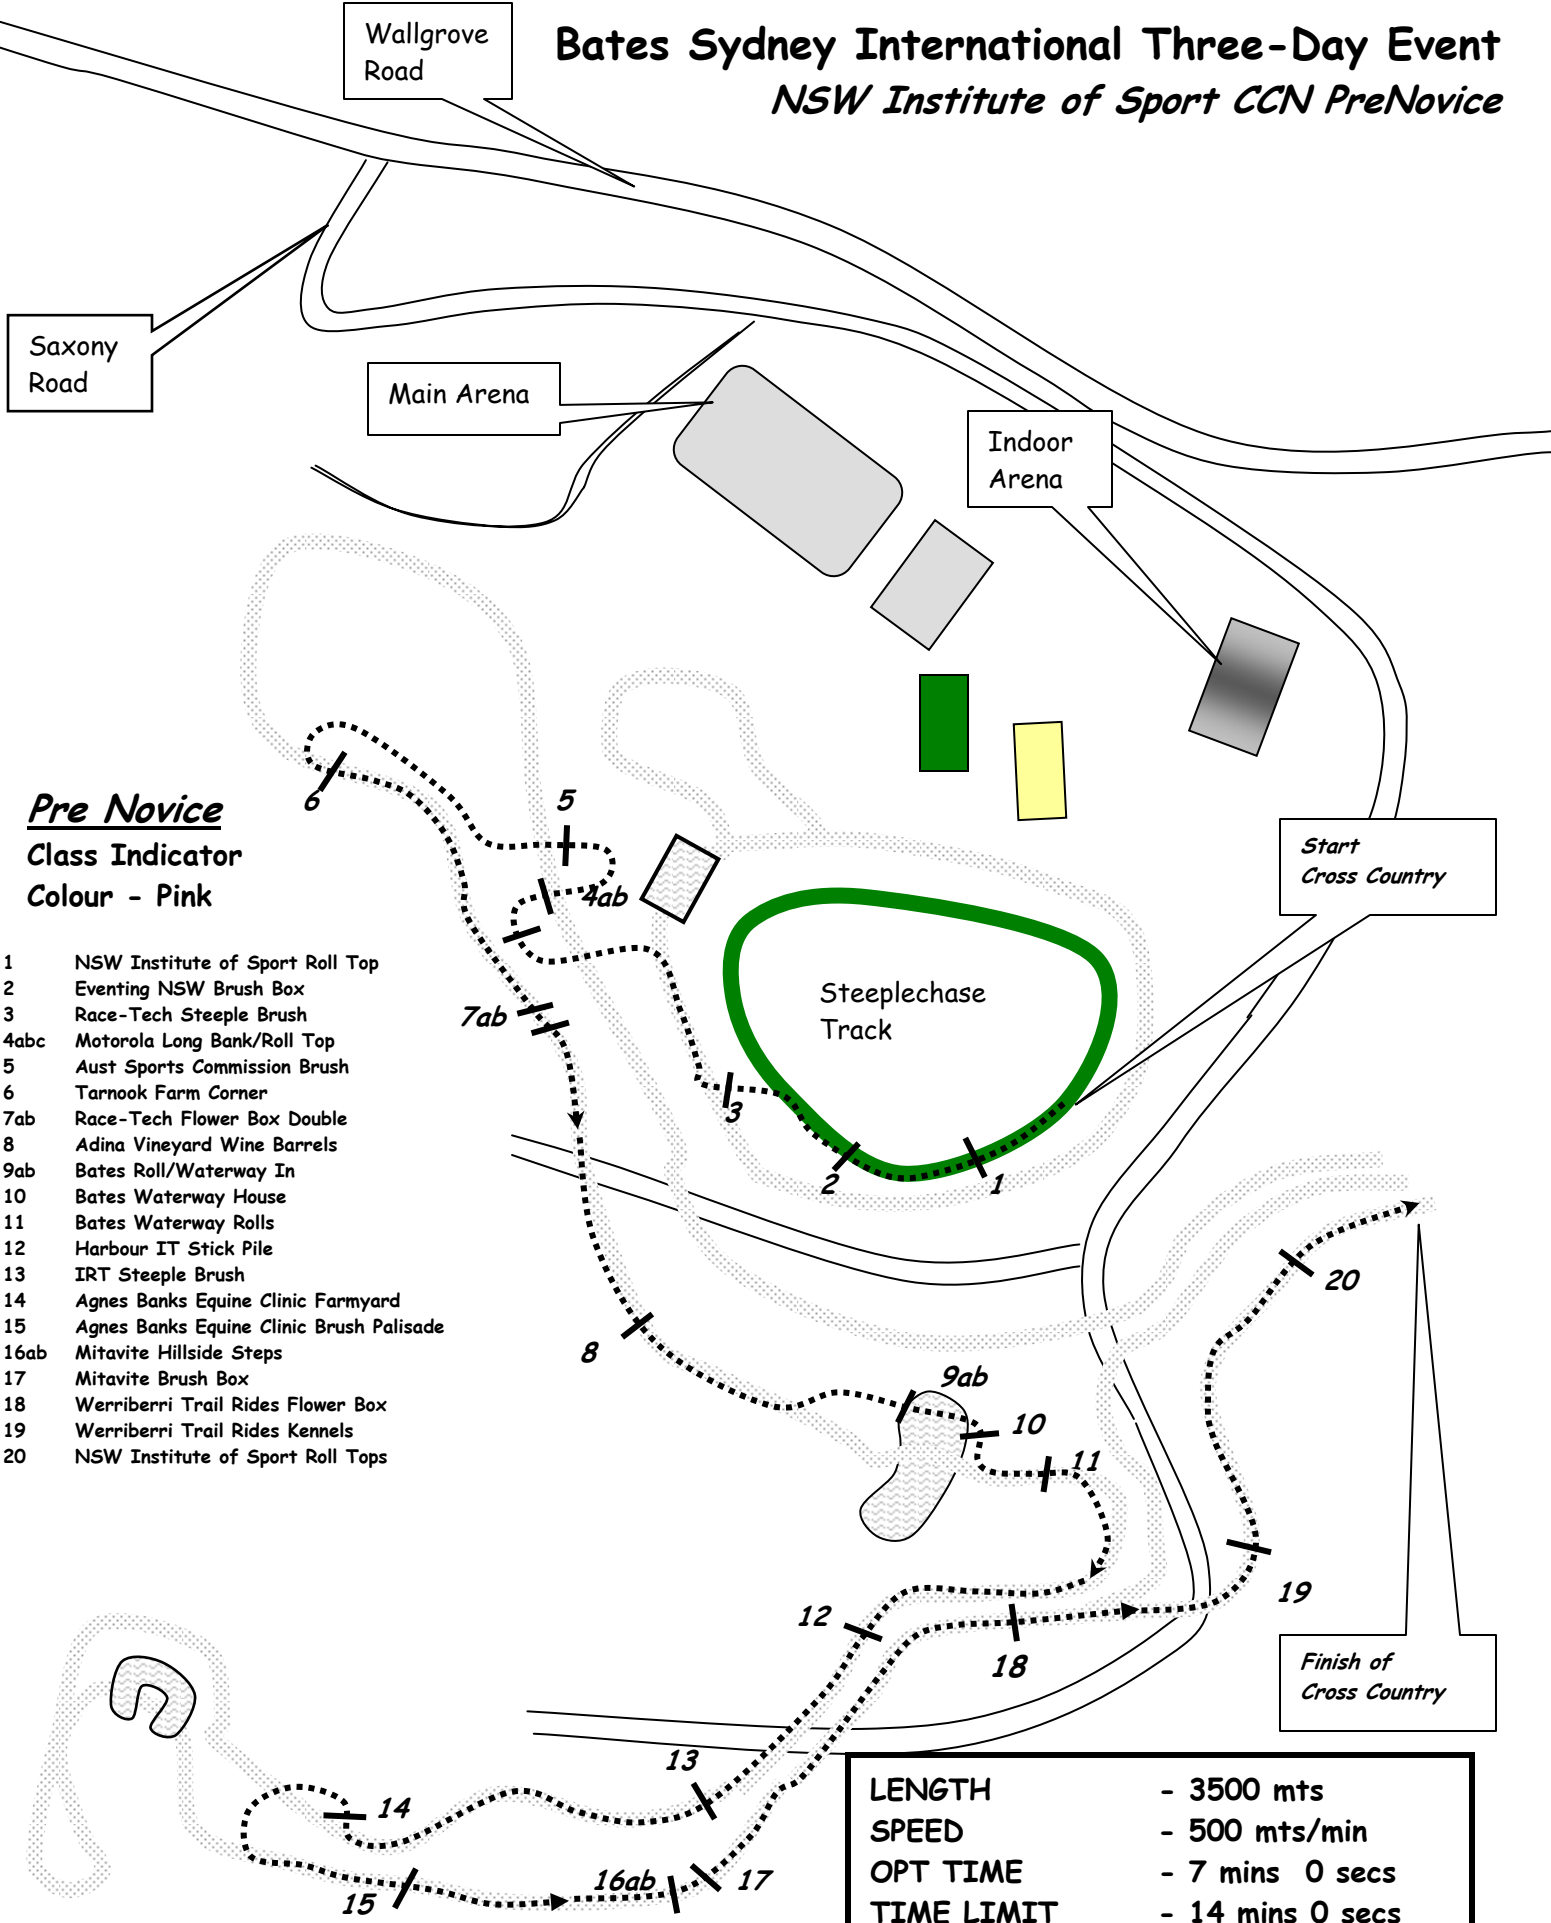 Bates Sydney International Three-Day Event
NSW Institute of Sport CCN PreNovice
Wallgrove
Road
Saxony
Road
Main Arena
Indoor
Arena
Start
Cross Country
Steeplechase
Track
Pre Novice
Class Indicator
Colour - Pink
1 NSW Institute of Sport Roll Top
2 Eventing NSW Brush Box
3 Race-Tech Steeple Brush
4abc Motorola Long Bank/Roll Top
5 Aust Sports Commission Brush
6 Tarnook Farm Corner
7ab Race-Tech Flower Box Double
8 Adina Vineyard Wine Barrels
9ab Bates Roll/Waterway In
10 Bates Waterway House
11 Bates Waterway Rolls
12 Harbour IT Stick Pile
13 IRT Steeple Brush
14 Agnes Banks Equine Clinic Farmyard
15 Agnes Banks Equine Clinic Brush Palisade
16ab Mitavite Hillside Steps
17 Mitavite Brush Box
18 Werriberri Trail Rides Flower Box
19 Werriberri Trail Rides Kennels
20 NSW Institute of Sport Roll Tops
6
5
4ab
7ab
3
2
1
20
8
9ab
10
11
19
12
18
13
14
15
16ab
17
Finish of
Cross Country
LENGTH - 3500 mts
SPEED - 500 mts/min
OPT TIME - 7 mins 0 secs
TIME LIMIT - 14 mins 0 secs